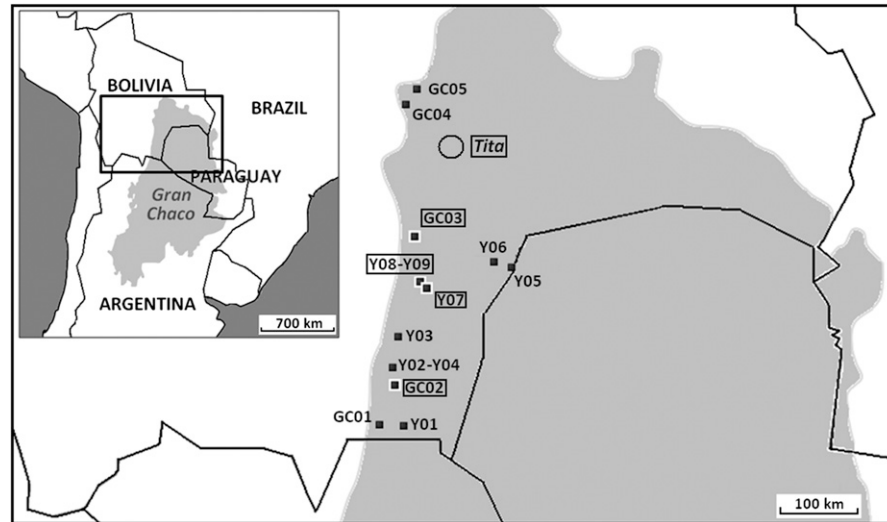 BOLIVIA
BRAZIL
PARAGUAY
Gran
Chaco
ARGENTINA
700 km
GC05
GC04
Tita
GC03
Y06
Y08-Y09
Y05
Y07
Y03
Y02-Y04
GC02
GC01
Y01
100 km